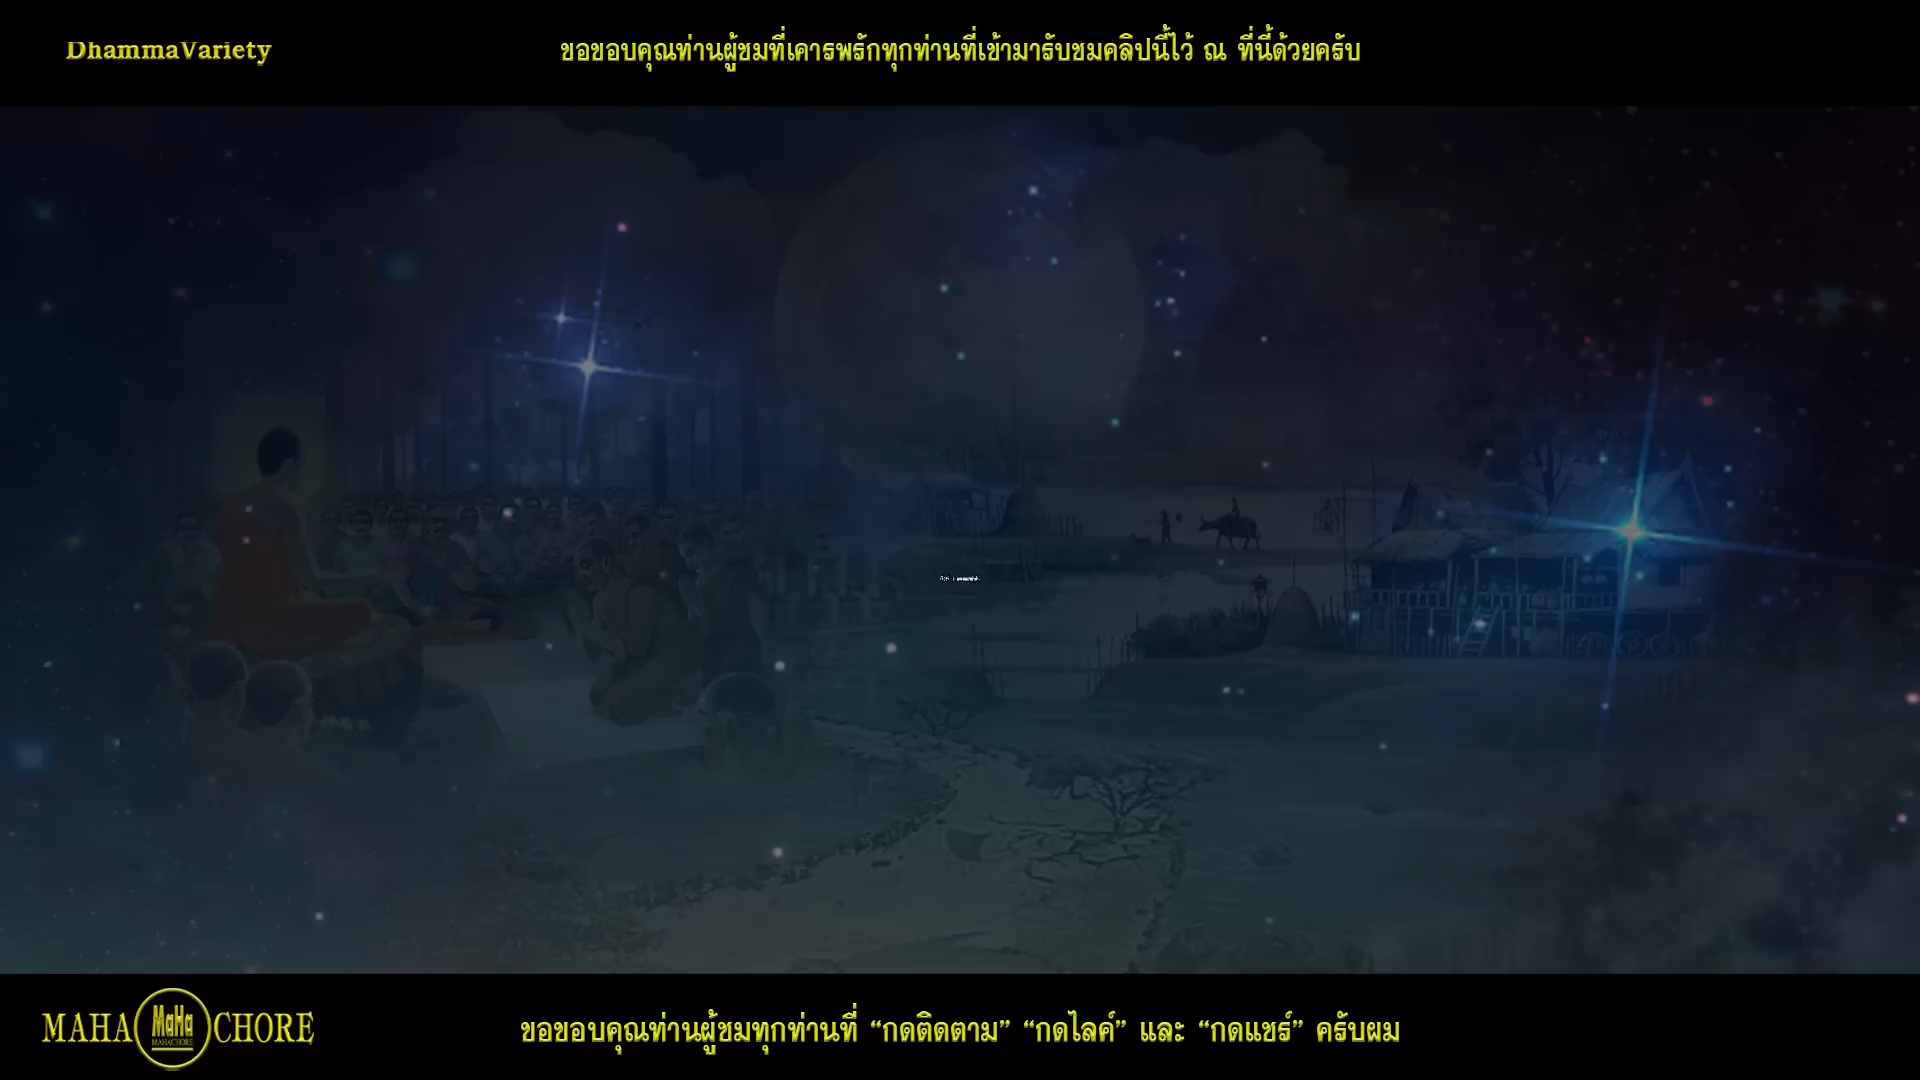 DhammaVariety
ขอขอบคุณท่านผู้ชมที่เคารพรักทุกท่านที่เข้ามารับชมคลิปนี้ไว้ ณ ที่นี้ด้วยครับ
MAHA MaHa CHORE
MAHACHORE
ขอขอบคุณท่านผู้ชมทุกท่านที่ “กดติดตาม” “กดไลค์” และ “กดแชร์” ครับผม